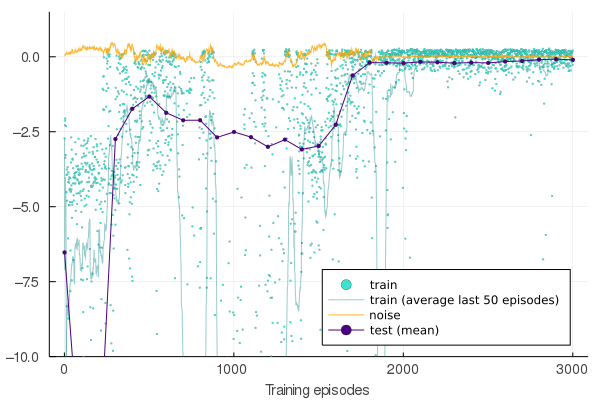 0.0
−2.5
−5.0
−7.5
−10.0
0
1000
2000
3000
Training episodes
train
train (average last 50 episodes)
noise
test (mean)